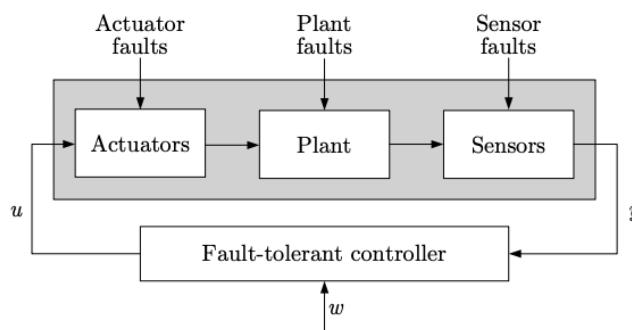 Actuator
faults
Plant
faults
Sensor
faults
Actuators
Plant
Sensors
u
Fault-tolerant controller
w